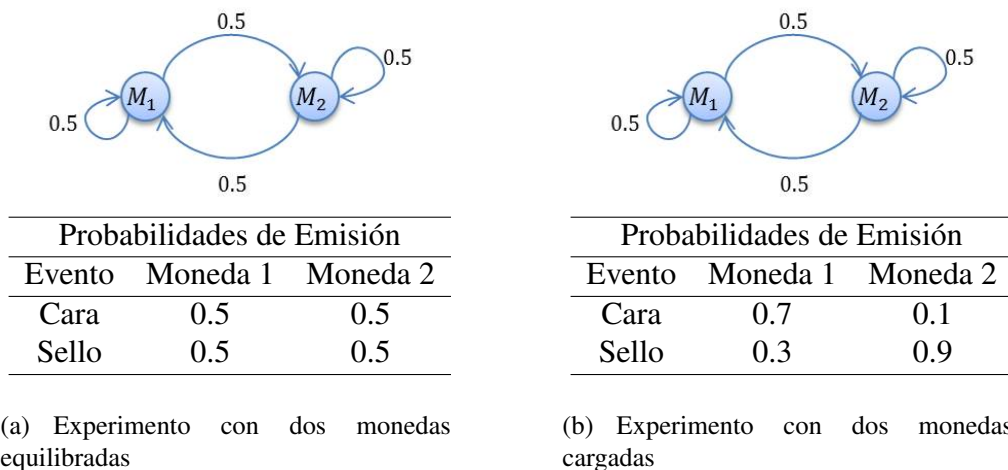 0.5
0.5
M₁
M₂
0.5
0.5
Probabilidades de Emisión
Evento Moneda 1 Moneda 2
Cara 0.5 0.5
Sello 0.5 0.5
(a) Experimento con dos monedas
equilibradas
0.5
0.5
M₁
M₂
0.5
0.5
Probabilidades de Emisión
Evento Moneda 1 Moneda 2
Cara 0.7 0.1
Sello 0.3 0.9
(b) Experimento con dos monedas
cargadas